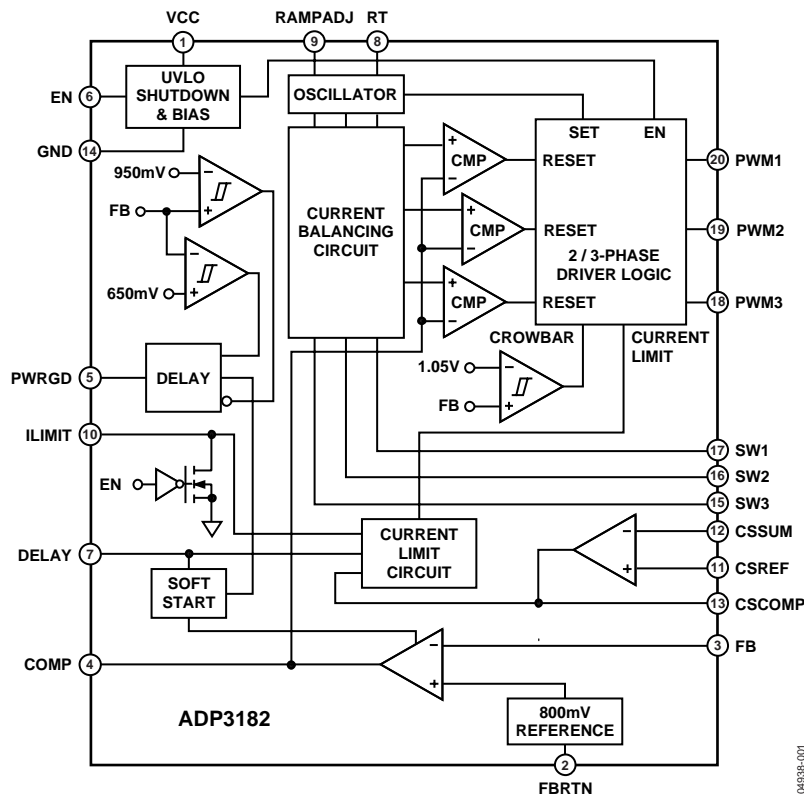 VCC
RAMPADJ RT
1
9
8
UVLO
SHUTDOWN
& BIAS
EN 6
OSCILLATOR
SET EN
GND 14
CMP
+
–
RESET
20 PWM1
950mV
–
+
FB
CURRENT
BALANCING
CIRCUIT
+
–
CMP
RESET
19 PWM2
2 / 3-PHASE
DRIVER LOGIC
–
+
650mV
+
–
CMP
RESET
18 PWM3
CROWBAR
CURRENT
LIMIT
PWRGD 5
DELAY
1.05V
–
+
FB
ILIMIT 10
17 SW1
EN
16 SW2
15 SW3
DELAY 7
CURRENT
LIMIT
CIRCUIT
–
+
12 CSSUM
11 CSREF
SOFT
START
13 CSCOMP
COMP 4
–
+
3 FB
ADP3182
800mV
REFERENCE
2
FBRTN
04938-001